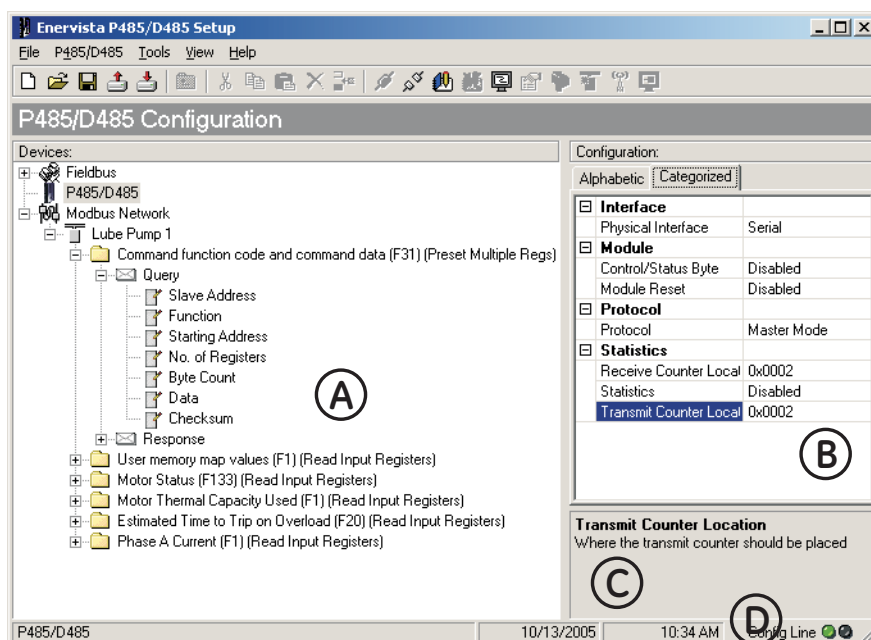 Enervista P485/D485 Setup
File P485/D485 Tools View Help
P485/D485 Configuration
Devices:
Fieldbus
P485/D485
Modbus Network
Lube Pump 1
Command function code and command data (F31) (Preset Multiple Regs)
Query
Slave Address
Function
Starting Address
No. of Registers
Byte Count
Data
Checksum
Response
User memory map values (F1) (Read Input Registers)
Motor Status (F133) (Read Input Registers)
Motor Thermal Capacity Used (F1) (Read Input Registers)
Estimated Time to Trip on Overload (F20) (Read Input Registers)
Phase A Current (F1) (Read Input Registers)
A
Configuration:
Alphabetic Categorized
Interface
Physical Interface Serial
Module
Control/Status Byte Disabled
Module Reset Disabled
Protocol
Protocol Master Mode
Statistics
Receive Counter Local 0x0002
Statistics Disabled
Transmit Counter Local 0x0002
B
Transmit Counter Location
Where the transmit counter should be placed
C
D
P485/D485 10/13/2005 10:34 AM Config Line